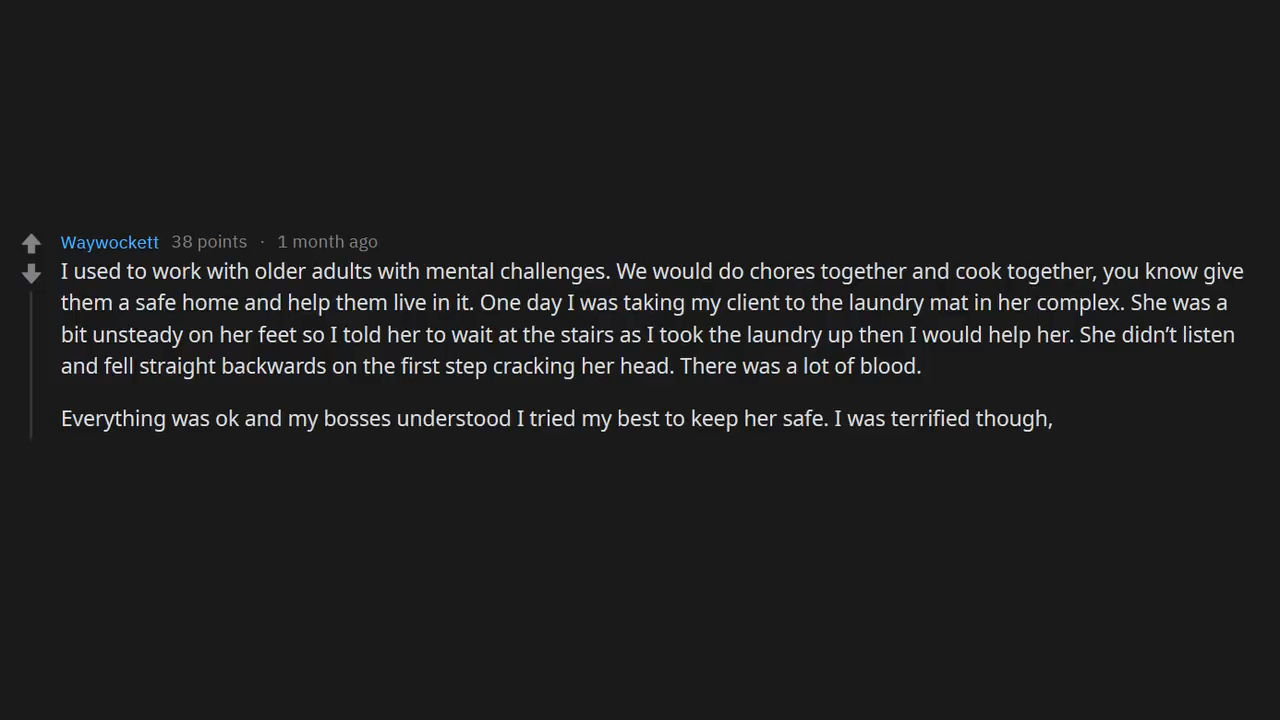 Waywockett 38 points · 1 month ago
I used to work with older adults with mental challenges. We would do chores together and cook together, you know give
them a safe home and help them live in it. One day I was taking my client to the laundry mat in her complex. She was a
bit unsteady on her feet so I told her to wait at the stairs as I took the laundry up then I would help her. She didn’t listen
and fell straight backwards on the first step cracking her head. There was a lot of blood.
Everything was ok and my bosses understood I tried my best to keep her safe. I was terrified though,